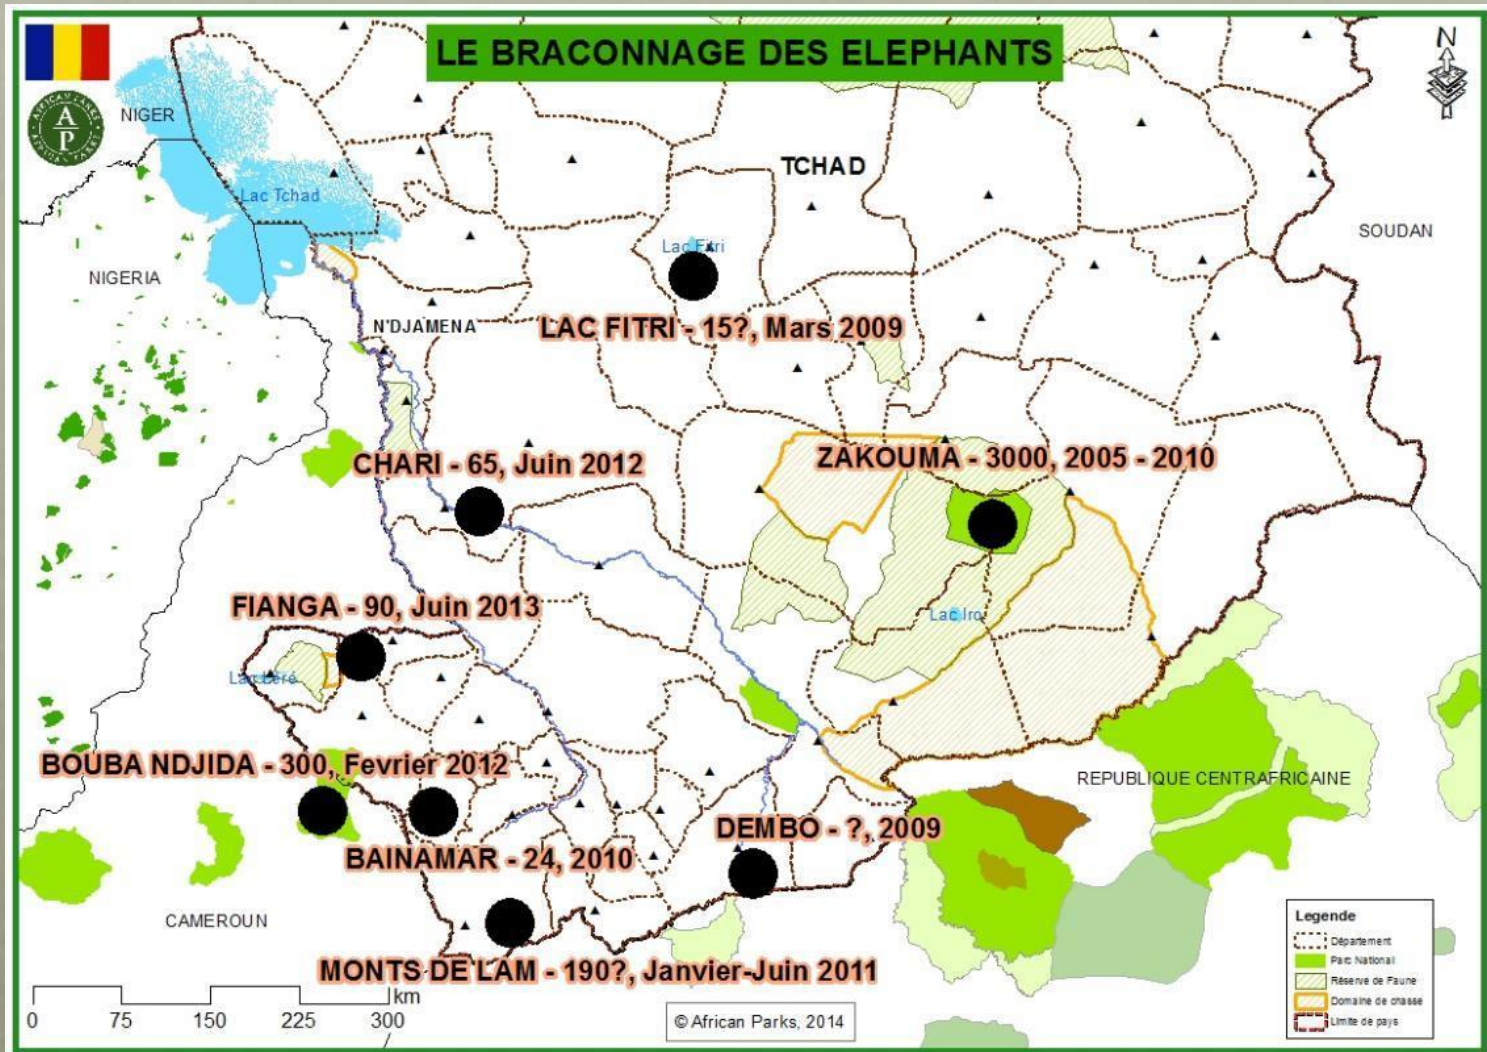 LE BRACONNAGE DES ELEPHANTS
N
AFRICAN PARKS
A
P
NIGER
TCHAD
Lac Tchad
SOUDAN
Lac Fitri
NIGERIA
N'DJAMENA
LAC FITRI - 15?, Mars 2009
CHARI - 65, Juin 2012
ZAKOUMA - 3000, 2005 - 2010
FIANGA - 90, Juin 2013
Lac Iro
Lac Léré
BOUBA NDJIDA - 300, Fevrier 2012
REPUBLIQUE CENTRAFRICAINE
DEMBO - ?, 2009
BAINAMAR - 24, 2010
CAMEROUN
MONTS DE LAM - 190?, Janvier-Juin 2011
Legende
Département
Parc National
Réserve de Faune
Domaine de chasse
Limite de pays
km
0 75 150 225 300
© African Parks, 2014